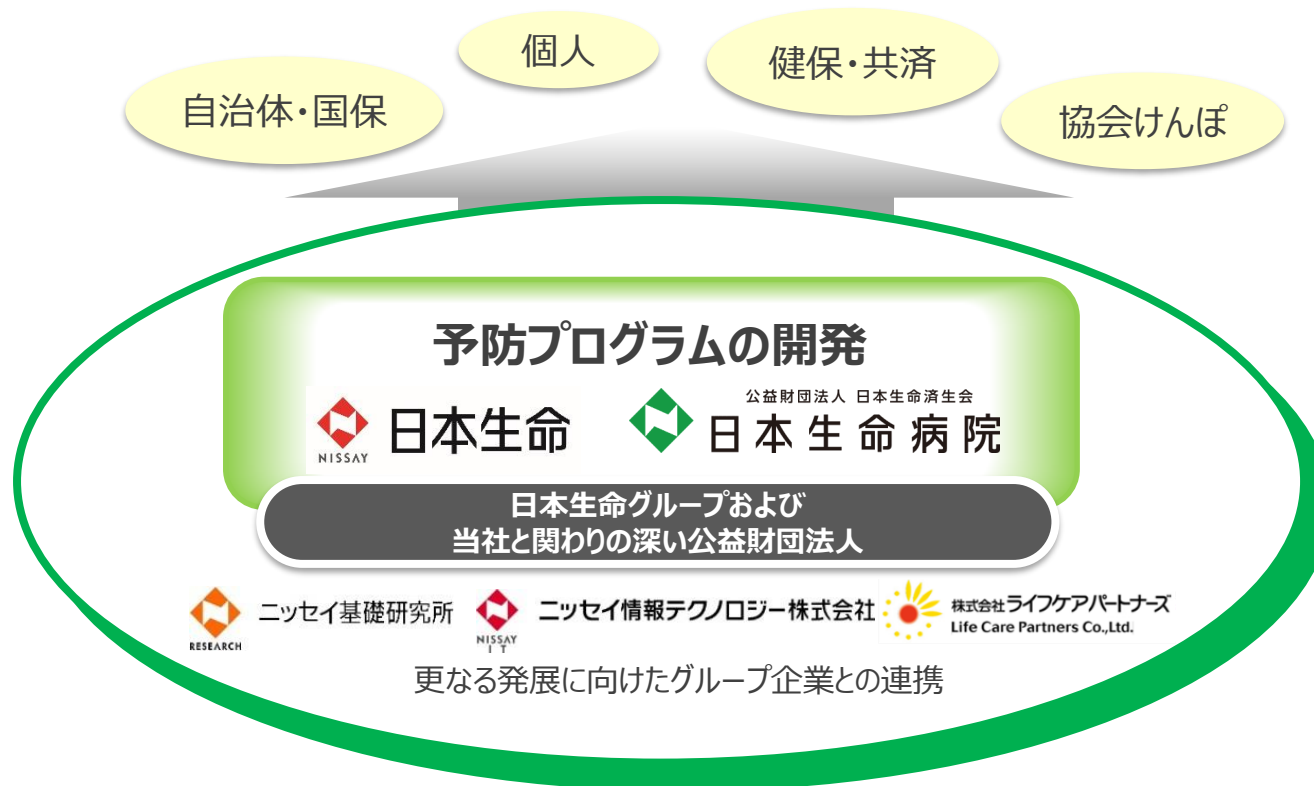 個人
健保・共済
自治体・国保
協会けんぽ
予防プログラムの開発
NISSAY
日本生命
公益財団法人 日本生命済生会
日本生命病院
日本生命グループおよび
当社と関わりの深い公益財団法人
RESEARCH
ニッセイ基礎研究所
NISSAY
IT
ニッセイ情報テクノロジー株式会社
株式会社ライフケアパートナーズ
Life Care Partners Co.,Ltd.
更なる発展に向けたグループ企業との連携